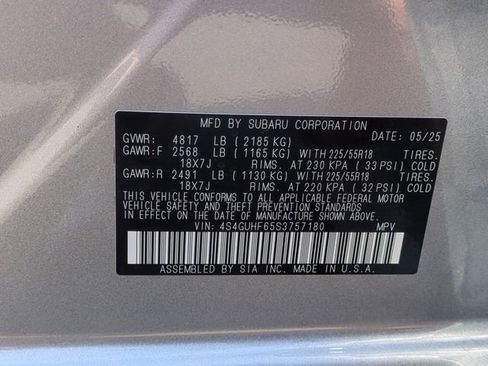 MFD BY SUBARU CORPORATION
GVWR: 4817 LB ( 2185 KG) DATE: 05/25
GAWR:F 2568 LB ( 1165 KG) WITH 225/55R18 TIRES.
18X7J RIMS. AT 230 KPA ( 33 PSI) COLD
GAWR:R 2491 LB ( 1130 KG) WITH 225/55R18 TIRES.
18X7J RIMS. AT 220 KPA ( 32 PSI) COLD
THIS VEHICLE CONFORMS TO ALL APPLICABLE FEDERAL MOTOR
VEHICLE SAFETY, BUMPER, AND THEFT PREVENTION STANDARDS
IN EFFECT ON THE DATE OF MANUFACTURE SHOWN ABOVE.
VIN: 4S4GUHF65S3757180 MPV
ASSEMBLED BY SIA INC. MADE IN U.S.A.